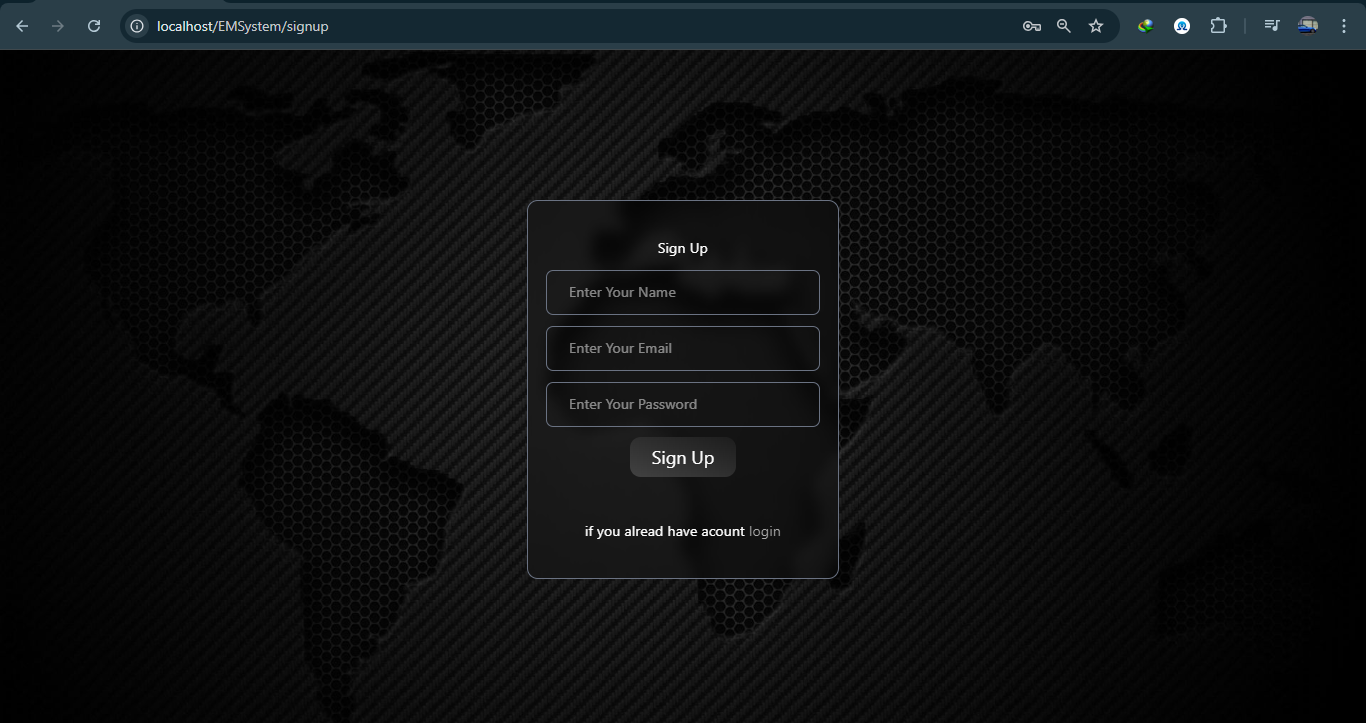 localhost/EMSystem/signup
Sign Up
Enter Your Name
Enter Your Email
Enter Your Password
Sign Up
if you alread have acount login